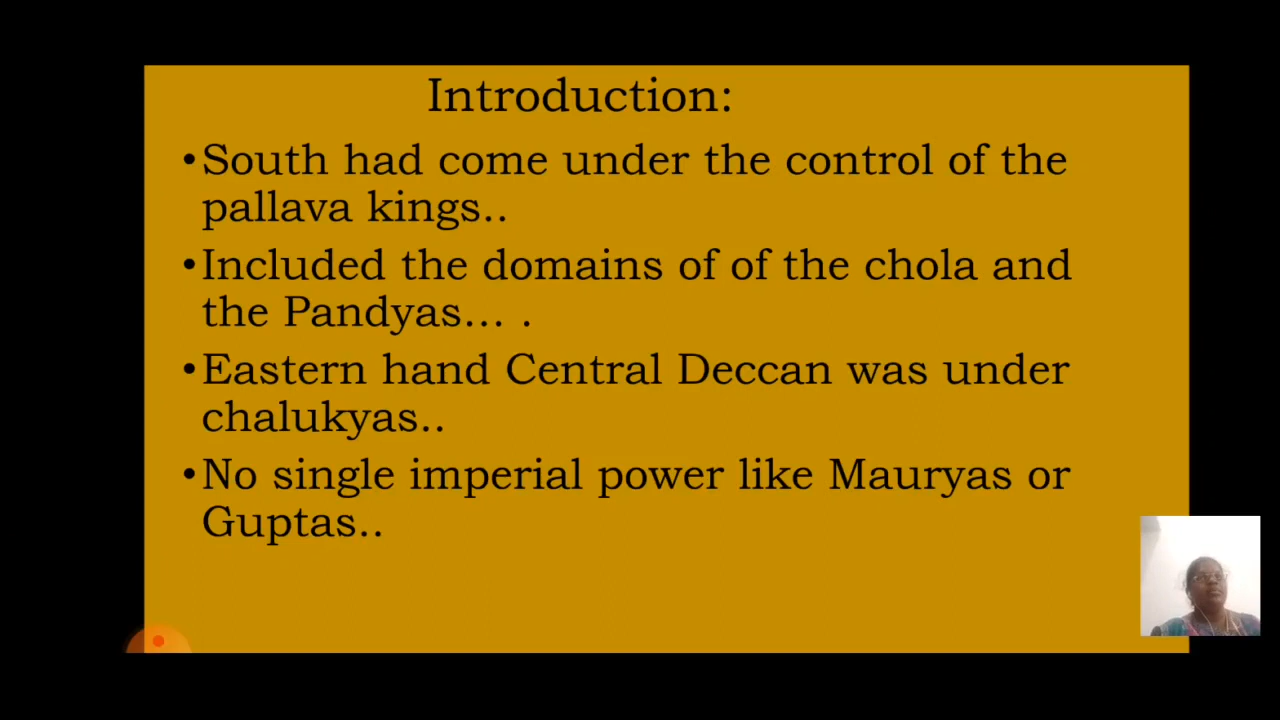 Introduction:
•South had come under the control of the
pallava kings..
•Included the domains of of the chola and
the Pandyas... .
•Eastern hand Central Deccan was under
chalukyas..
•No single imperial power like Mauryas or
Guptas..